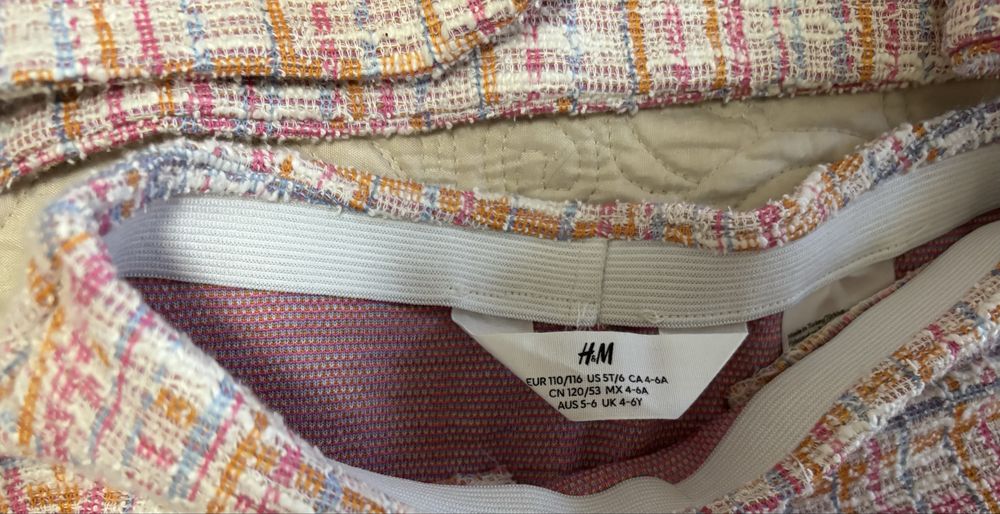 H&M
EUR 110/116 US 5T/6 CA 4-6A
CN 120/53 MX 4-6A
AUS 5-6 UK 4-6Y